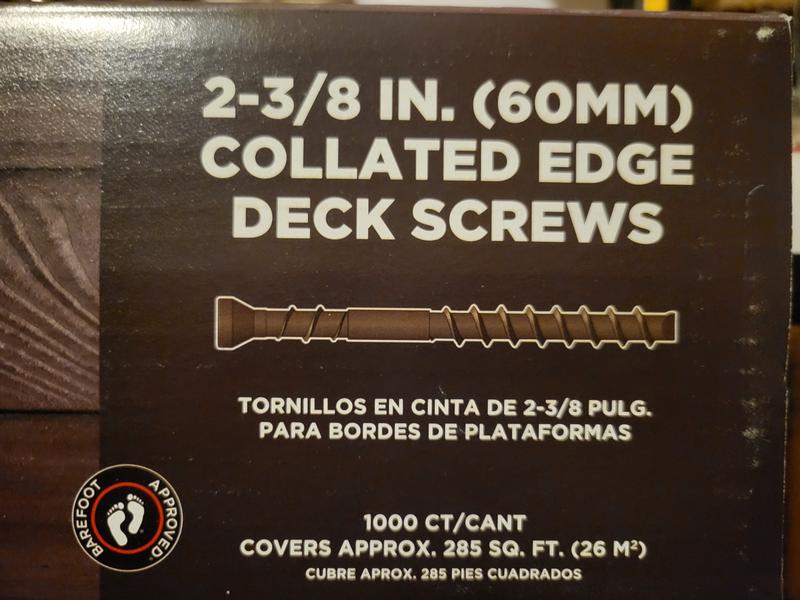 2-3/8 IN. (60MM)
COLLATED EDGE
DECK SCREWS
TORNILLOS EN CINTA DE 2-3/8 PULG.
PARA BORDES DE PLATAFORMAS
BAREFOOT
APPROVED
1000 CT/CANT
COVERS APPROX. 285 SQ. FT. (26 M²)
CUBRE APROX. 285 PIES CUADRADOS